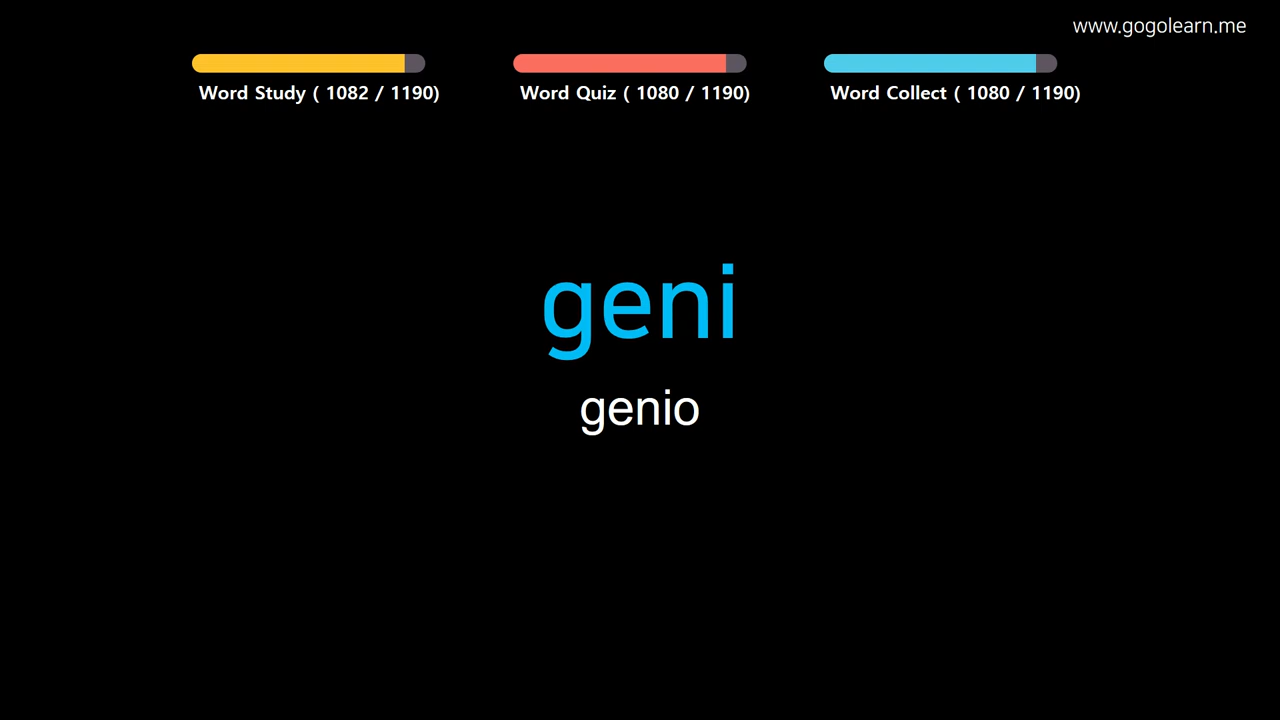 www.gogolearn.me
Word Study ( 1082 / 1190)
Word Quiz ( 1080 / 1190)
Word Collect ( 1080 / 1190)
geni
genio